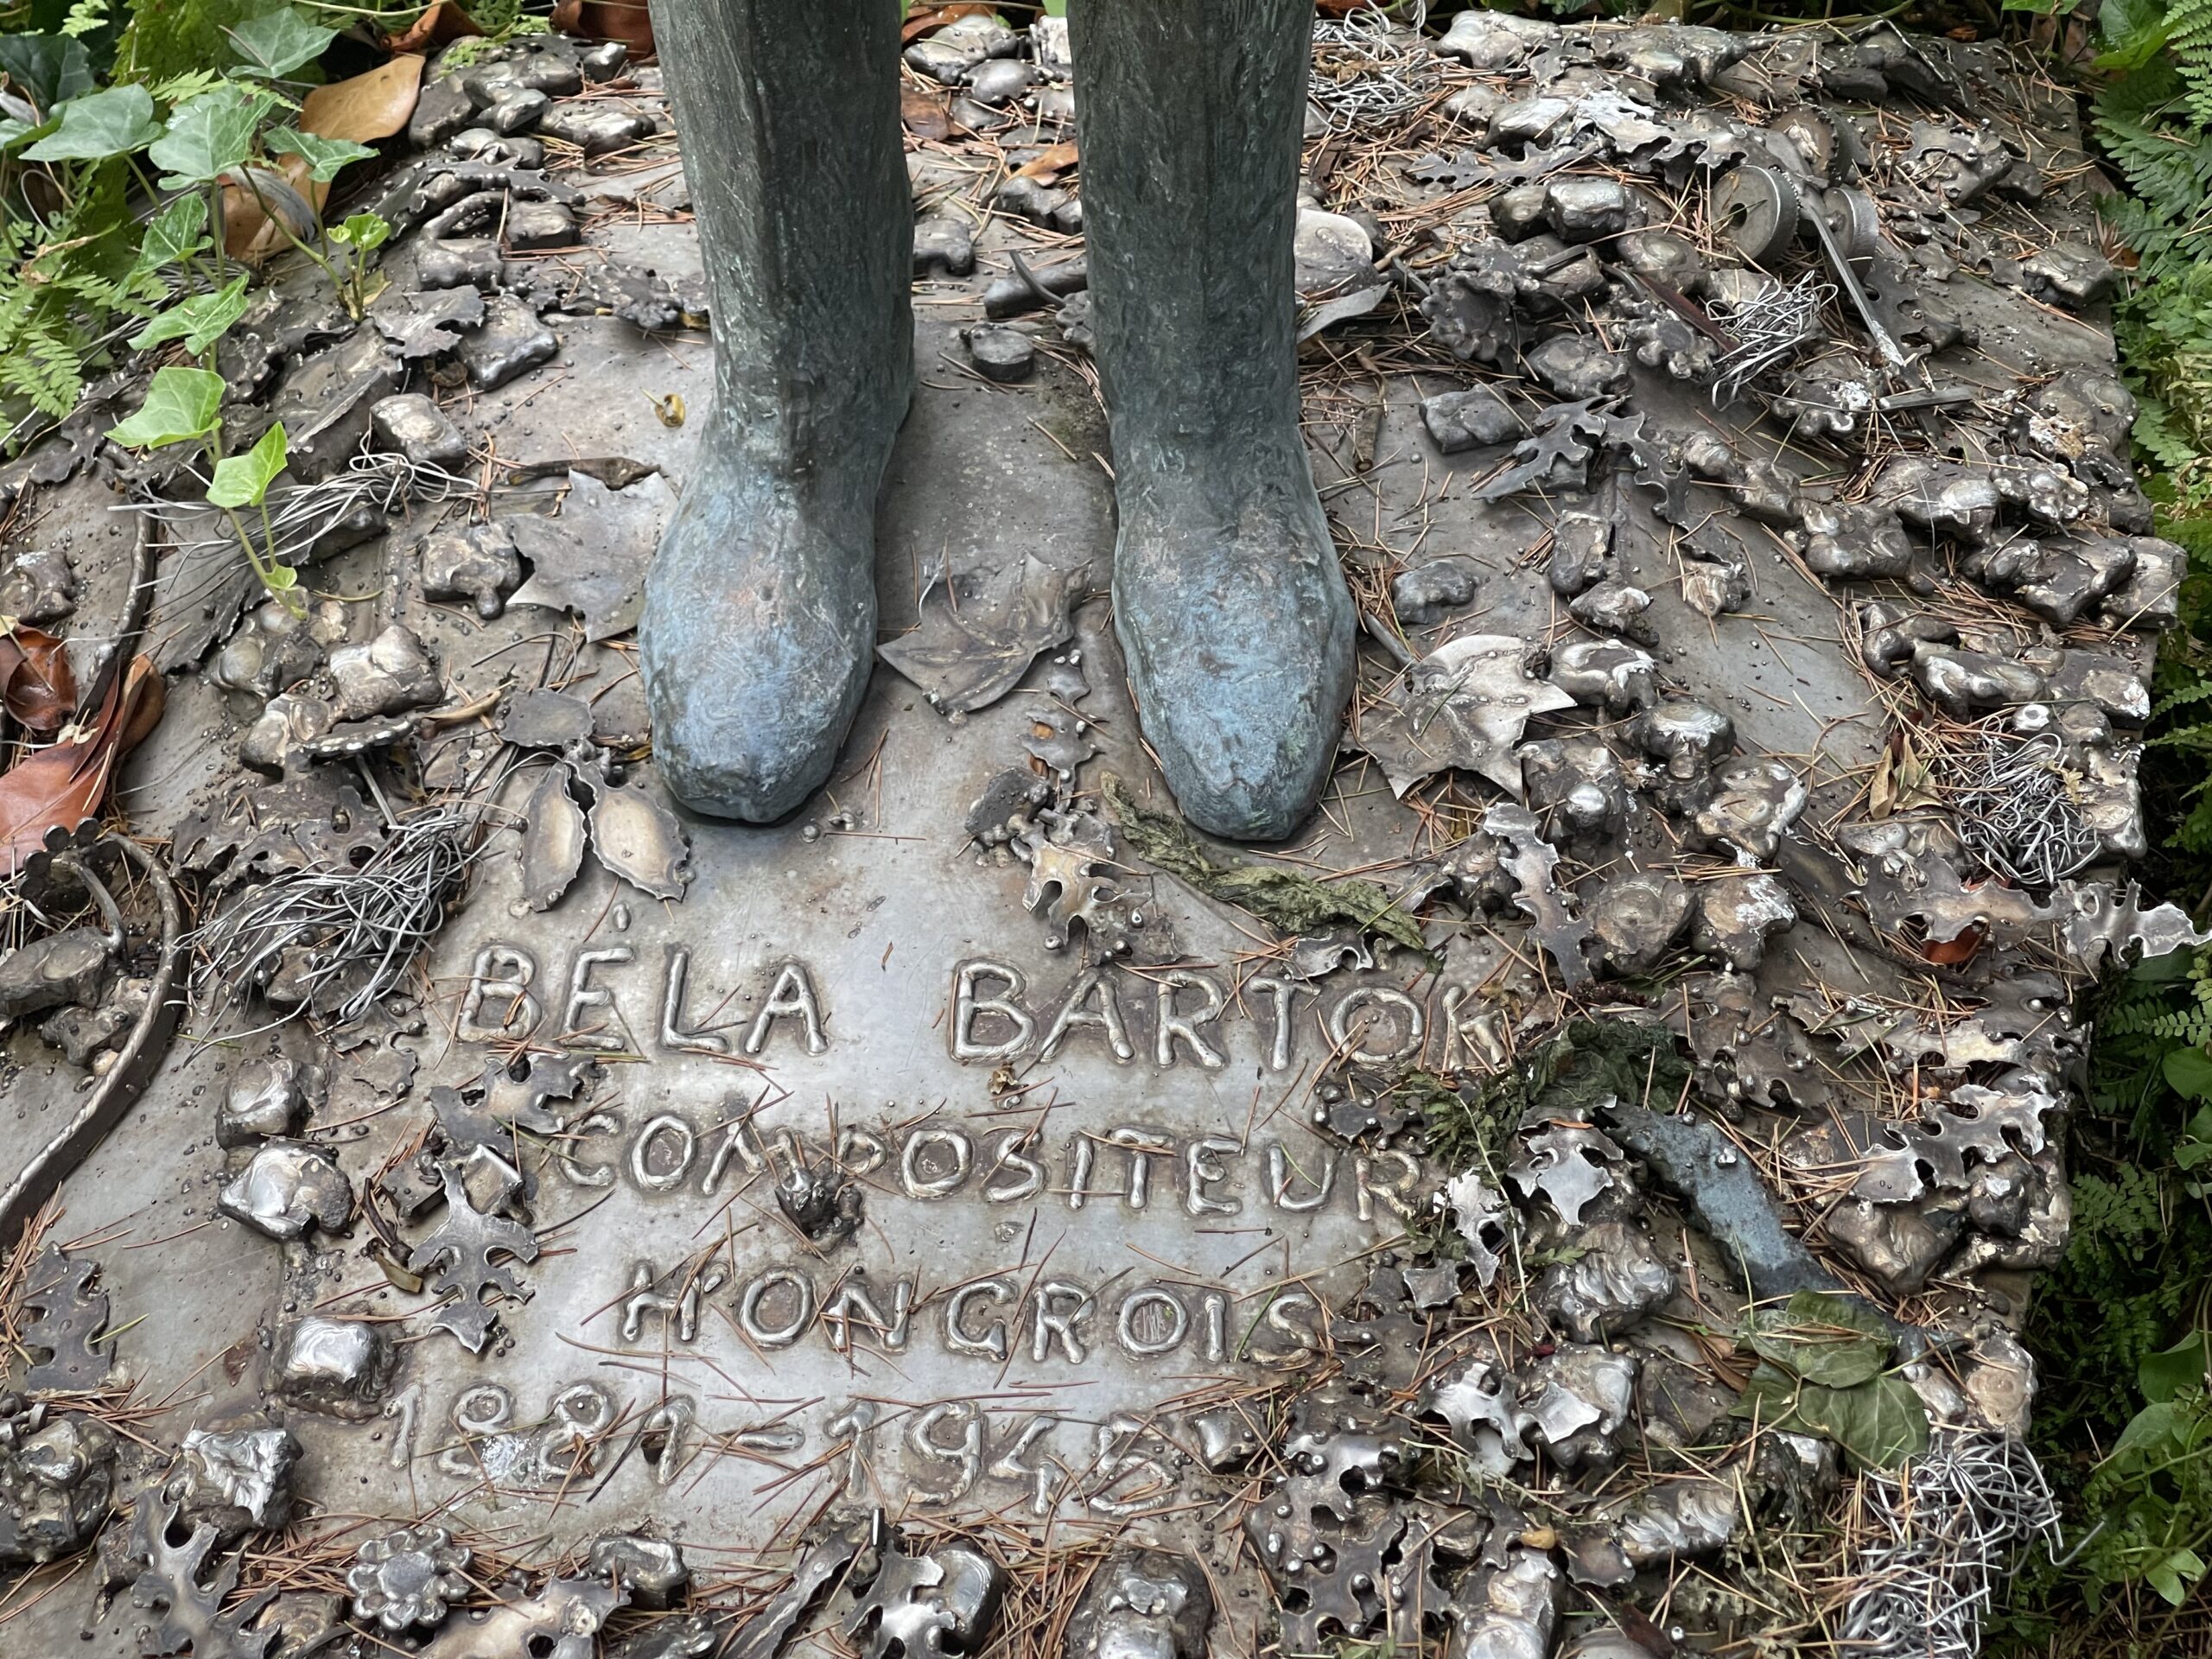 BÉLA BARTOK
COMPOSITEUR
HONGROIS
1881-1945